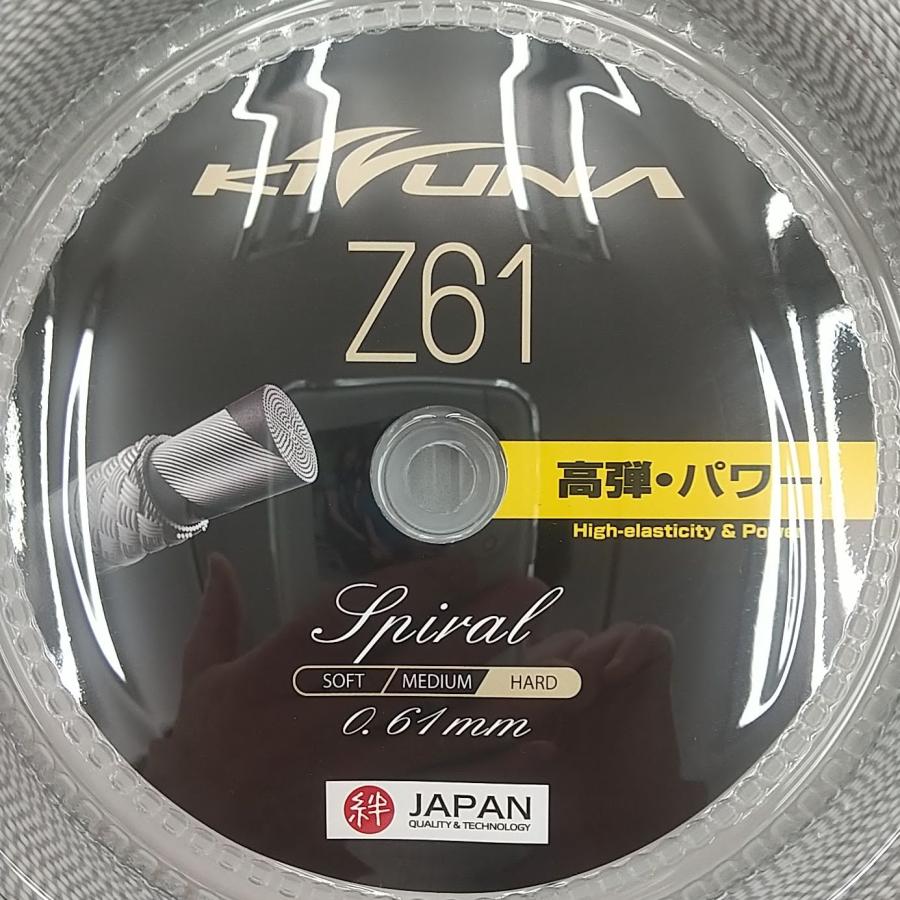 KIZUNA
Z61
高弾・パワー
High-elasticity & Power
Spiral
SOFT MEDIUM HARD
0.61mm
絆 JAPAN
QUALITY & TECHNOLOGY